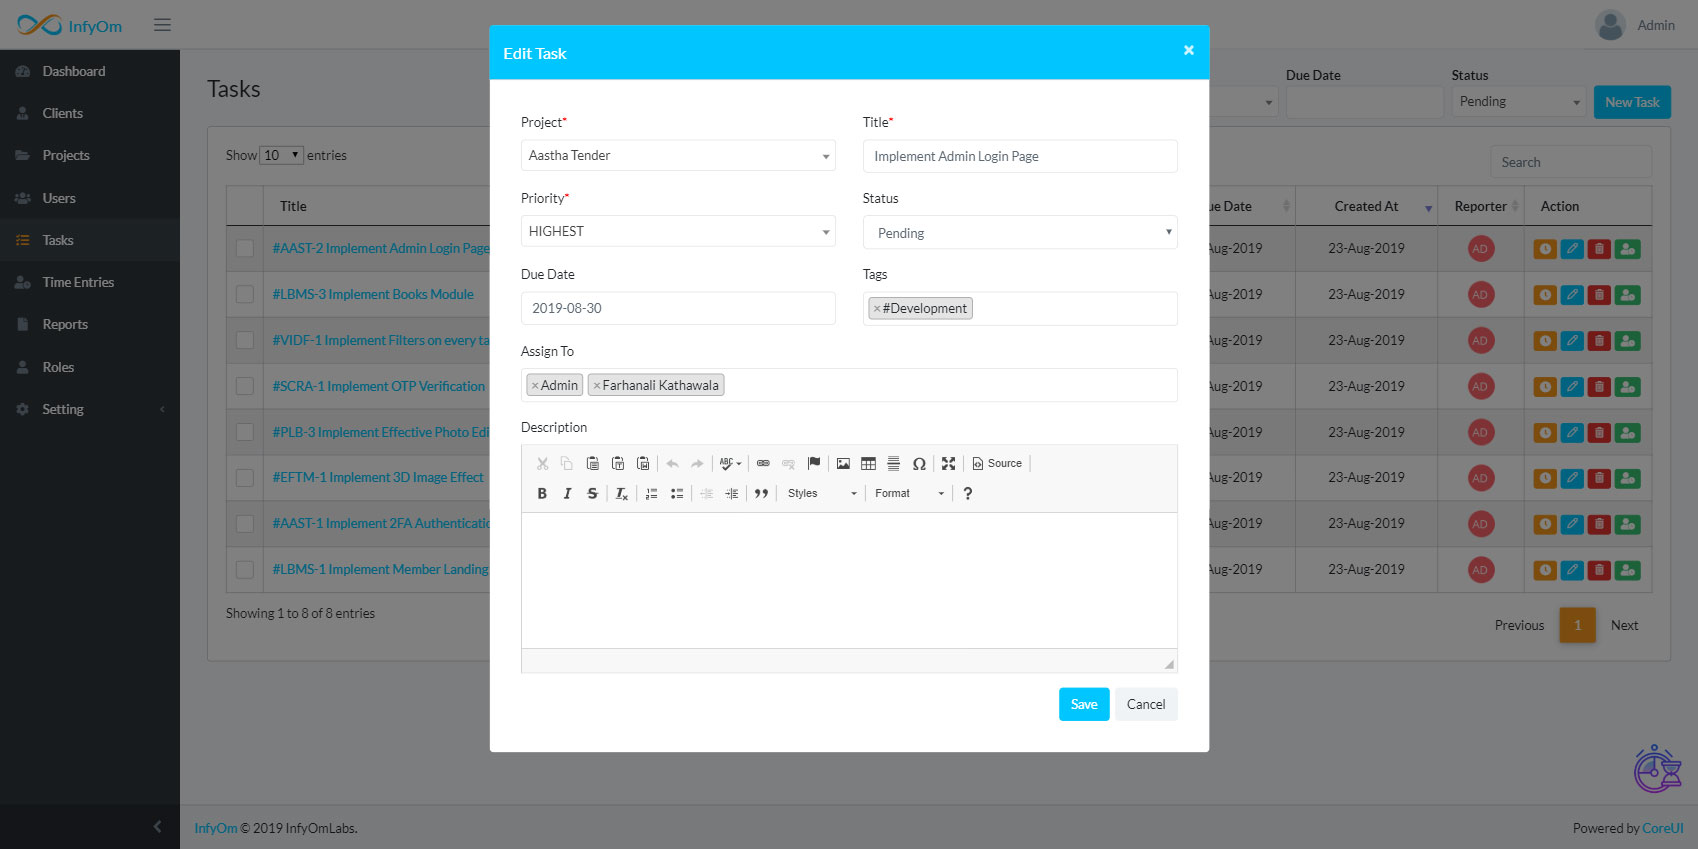 InfyOm
Admin
Dashboard
Clients
Projects
Users
Tasks
Time Entries
Reports
Roles
Setting
Tasks
Due Date
Status
Pending
New Task
Show 10 entries
Search
Title
ue Date
Created At
Reporter
Action
#AAST-2 Implement Admin Login Page
Aug-2019
23-Aug-2019
AD
#LBMS-3 Implement Books Module
Aug-2019
23-Aug-2019
AD
#VIDF-1 Implement Filters on every ta
Aug-2019
23-Aug-2019
AD
#SCRA-1 Implement OTP Verification
Aug-2019
23-Aug-2019
AD
#PLB-3 Implement Effective Photo Edi
Aug-2019
23-Aug-2019
AD
#EFTM-1 Implement 3D Image Effect
Aug-2019
23-Aug-2019
AD
#AAST-1 Implement 2FA Authenticatio
Aug-2019
23-Aug-2019
AD
#LBMS-1 Implement Member Landing
Aug-2019
23-Aug-2019
AD
Showing 1 to 8 of 8 entries
Previous
1
Next
Edit Task
×
Project*
Aastha Tender
Title*
Implement Admin Login Page
Priority*
HIGHEST
Status
Pending
Due Date
2019-08-30
Tags
×#Development
Assign To
×Admin ×Farhanali Kathawala
Description
ABC
Ω
Source
B I S Tx
Styles
Format
?
Save
Cancel
InfyOm © 2019 InfyOmLabs.
Powered by CoreUI